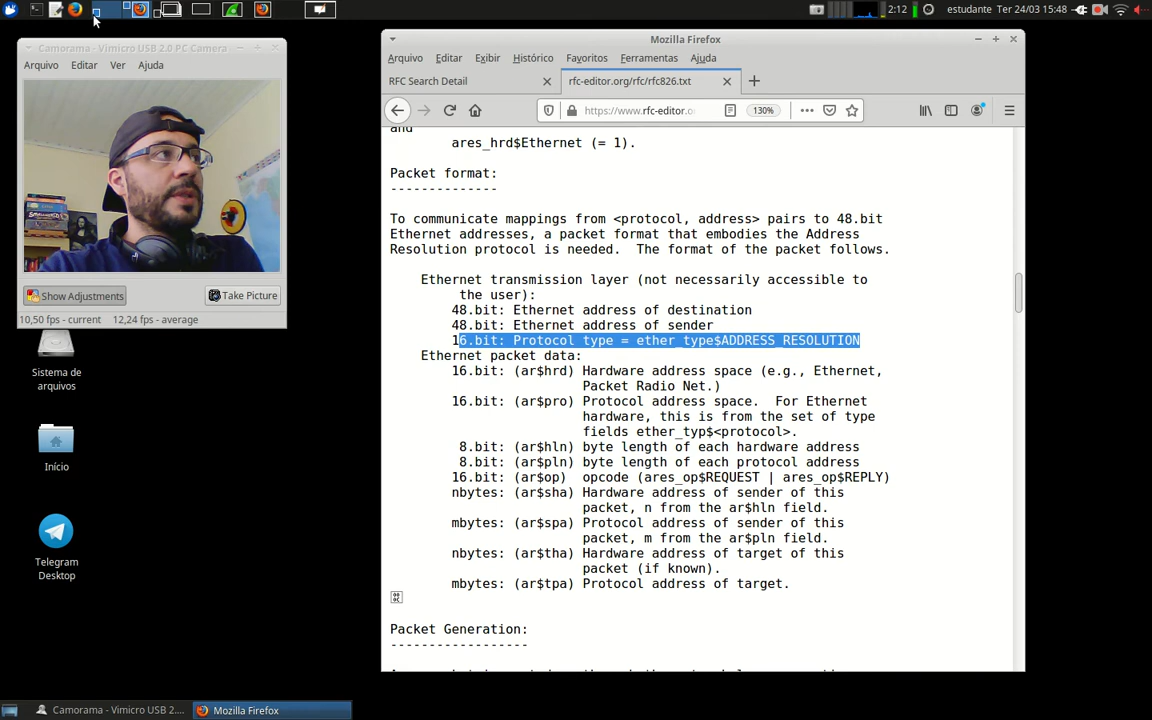 2:12
estudante Ter 24/03 15:48
Camorama - Vimicro USB 2.0 PC Camera
Arquivo Editar Ver Ajuda
Show Adjustments
Take Picture
10,50 fps - current 12,24 fps - average
Sistema de
arquivos
Início
Telegram
Desktop
Mozilla Firefox
Arquivo Editar Exibir Histórico Favoritos Ferramentas Ajuda
RFC Search Detail
rfc-editor.org/rfc/rfc826.txt
https://www.rfc-editor.o
130%
and
ares_hrd$Ethernet (= 1).
Packet format:
--------------
To communicate mappings from <protocol, address> pairs to 48.bit
Ethernet addresses, a packet format that embodies the Address
Resolution protocol is needed.  The format of the packet follows.
Ethernet transmission layer (not necessarily accessible to
the user):
48.bit: Ethernet address of destination
48.bit: Ethernet address of sender
16.bit: Protocol type = ether_type$ADDRESS_RESOLUTION
Ethernet packet data:
16.bit: (ar$hrd) Hardware address space (e.g., Ethernet,
Packet Radio Net.)
16.bit: (ar$pro) Protocol address space.  For Ethernet
hardware, this is from the set of type
fields ether_typ$<protocol>.
8.bit: (ar$hln) byte length of each hardware address
8.bit: (ar$pln) byte length of each protocol address
16.bit: (ar$op)  opcode (ares_op$REQUEST | ares_op$REPLY)
nbytes: (ar$sha) Hardware address of sender of this
packet, n from the ar$hln field.
mbytes: (ar$spa) Protocol address of sender of this
packet, m from the ar$pln field.
nbytes: (ar$tha) Hardware address of target of this
packet (if known).
mbytes: (ar$tpa) Protocol address of target.
Packet Generation:
------------------
Camorama - Vimicro USB 2....
Mozilla Firefox